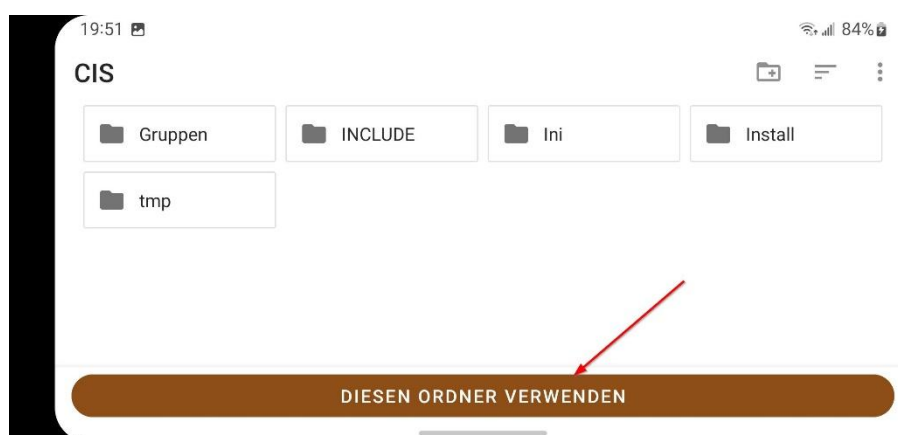 19:51 84%
CIS
Gruppen INCLUDE Ini Install
tmp
DIESEN ORDNER VERWENDEN